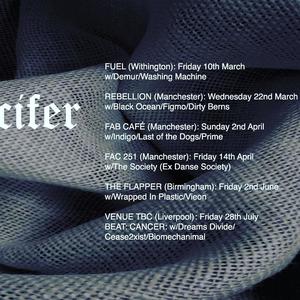 cifer
FUEL (Withington): Friday 10th March
w/Demur/Washing Machine
REBELLION (Manchester): Wednesday 22nd March
w/Black Ocean/Figmo/Dirty Berns
FAB CAFÉ (Manchester): Sunday 2nd April
w/Indigo/Last of the Dogs/Prime
FAC 251 (Manchester): Friday 14th April
w/The Society (Ex Danse Society)
THE FLAPPER (Birmingham): Friday 2nd June
w/Wrapped In Plastic/Vieon
VENUE TBC (Liverpool): Friday 28th July
BEAT: CANCER: w/Dreams Divide/
Cease2xist/Biomechanimal